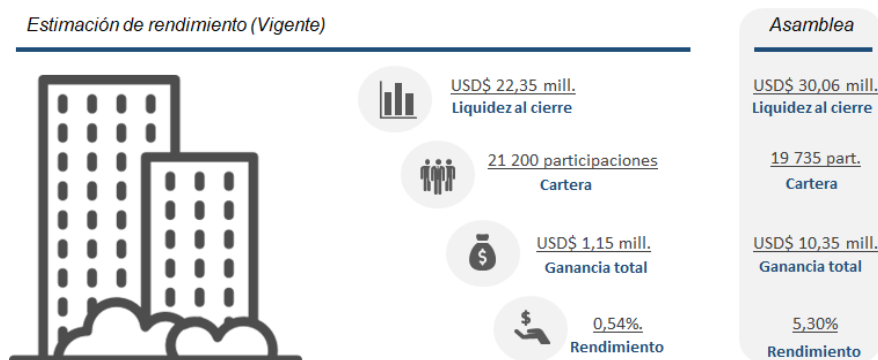 Estimación de rendimiento (Vigente)
USD$ 22,35 mill.
Liquidez al cierre
21 200 participaciones
Cartera
USD$ 1,15 mill.
Ganancia total
$
$
0,54%.
Rendimiento
Asamblea
USD$ 30,06 mill.
Liquidez al cierre
19 735 part.
Cartera
USD$ 10,35 mill.
Ganancia total
5,30%
Rendimiento